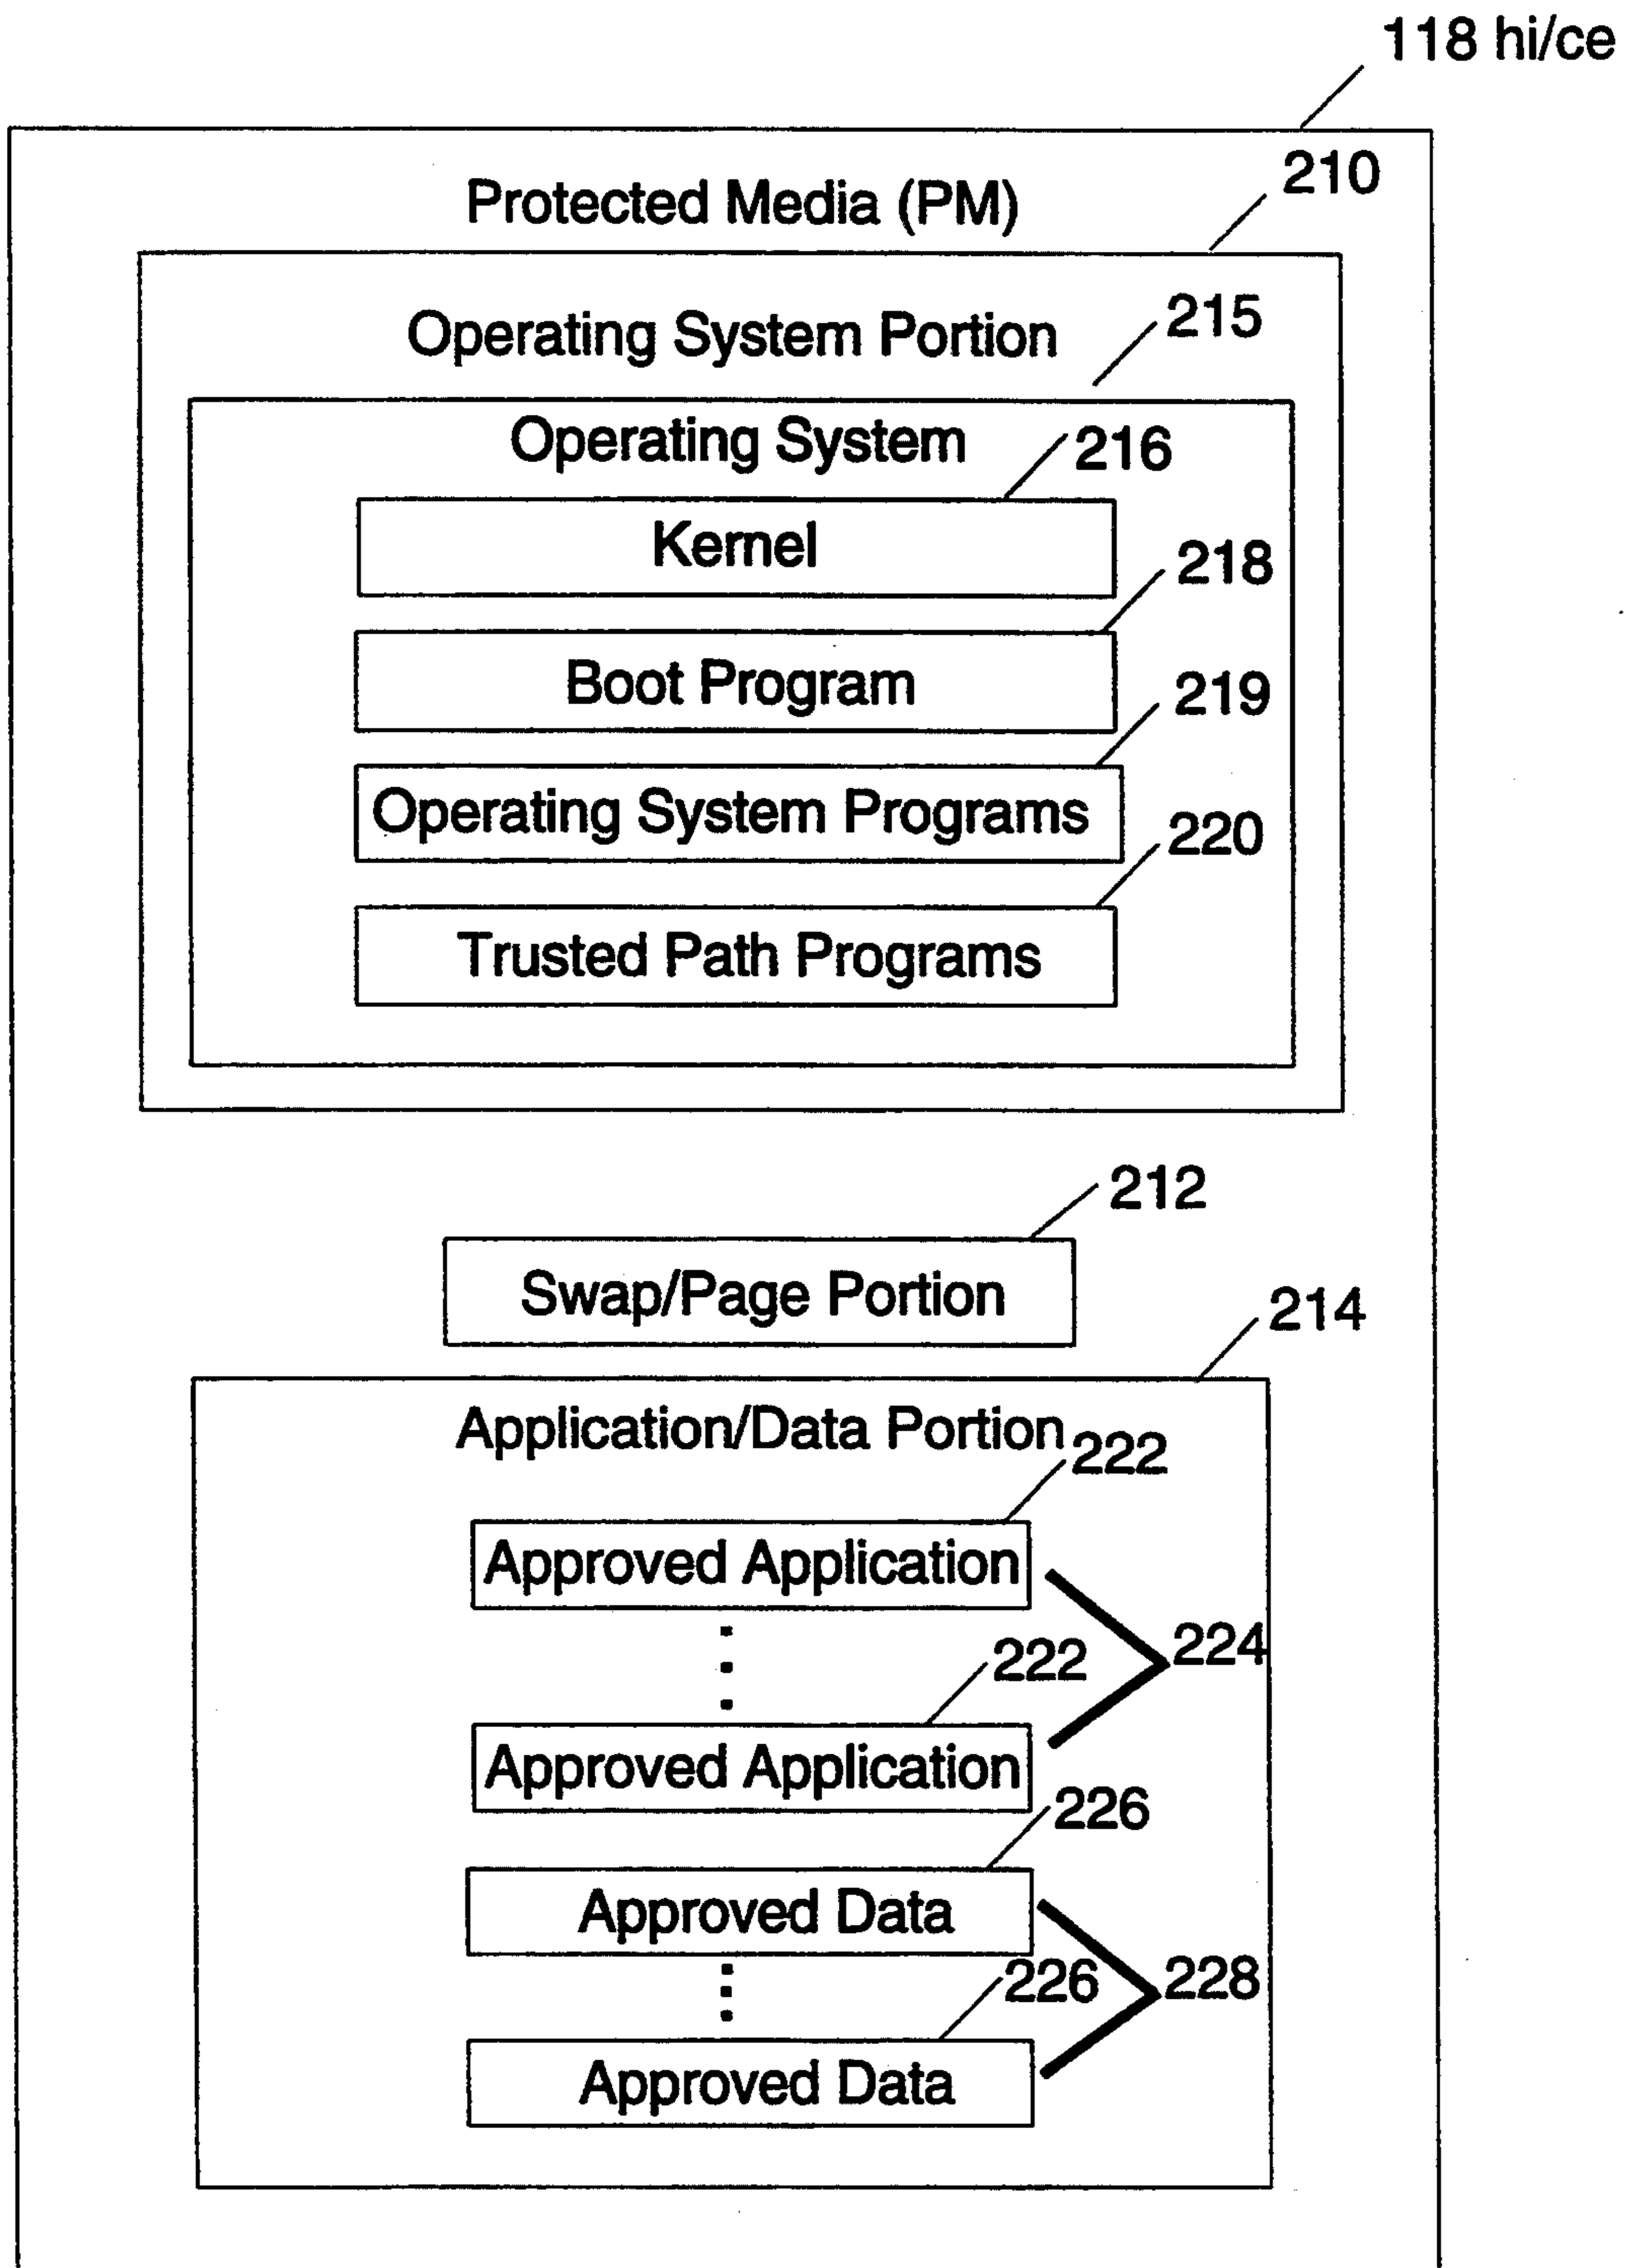 118 hi/ce
210
Protected Media (PM)
215
Operating System Portion
Operating System
216
Kernel
218
Boot Program
219
Operating System Programs
220
Trusted Path Programs
212
Swap/Page Portion
214
Application/Data Portion
222
Approved Application
224
222
Approved Application
226
Approved Data
228
226
Approved Data